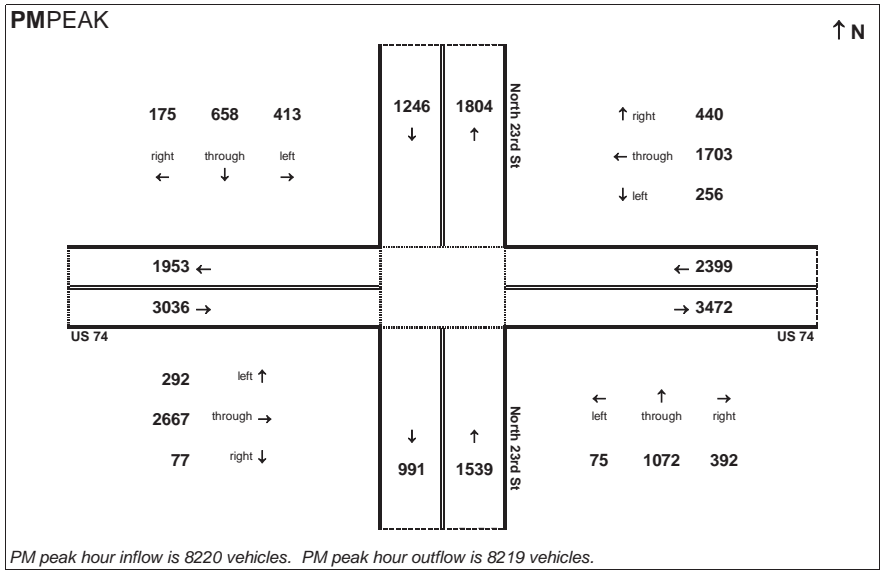 PM PEAK
↑ N
175 658 413
right through left
← ↓ →
1246 1804
↓ ↑
North 23rd St
↑ right 440
← through 1703
↓ left 256
1953 ←
← 2399
3036 →
→ 3472
US 74
US 74
292 left ↑
2667 through →
77 right ↓
↓ ↑
991 1539
North 23rd St
← ↑ →
left through right
75 1072 392
PM peak hour inflow is 8220 vehicles. PM peak hour outflow is 8219 vehicles.